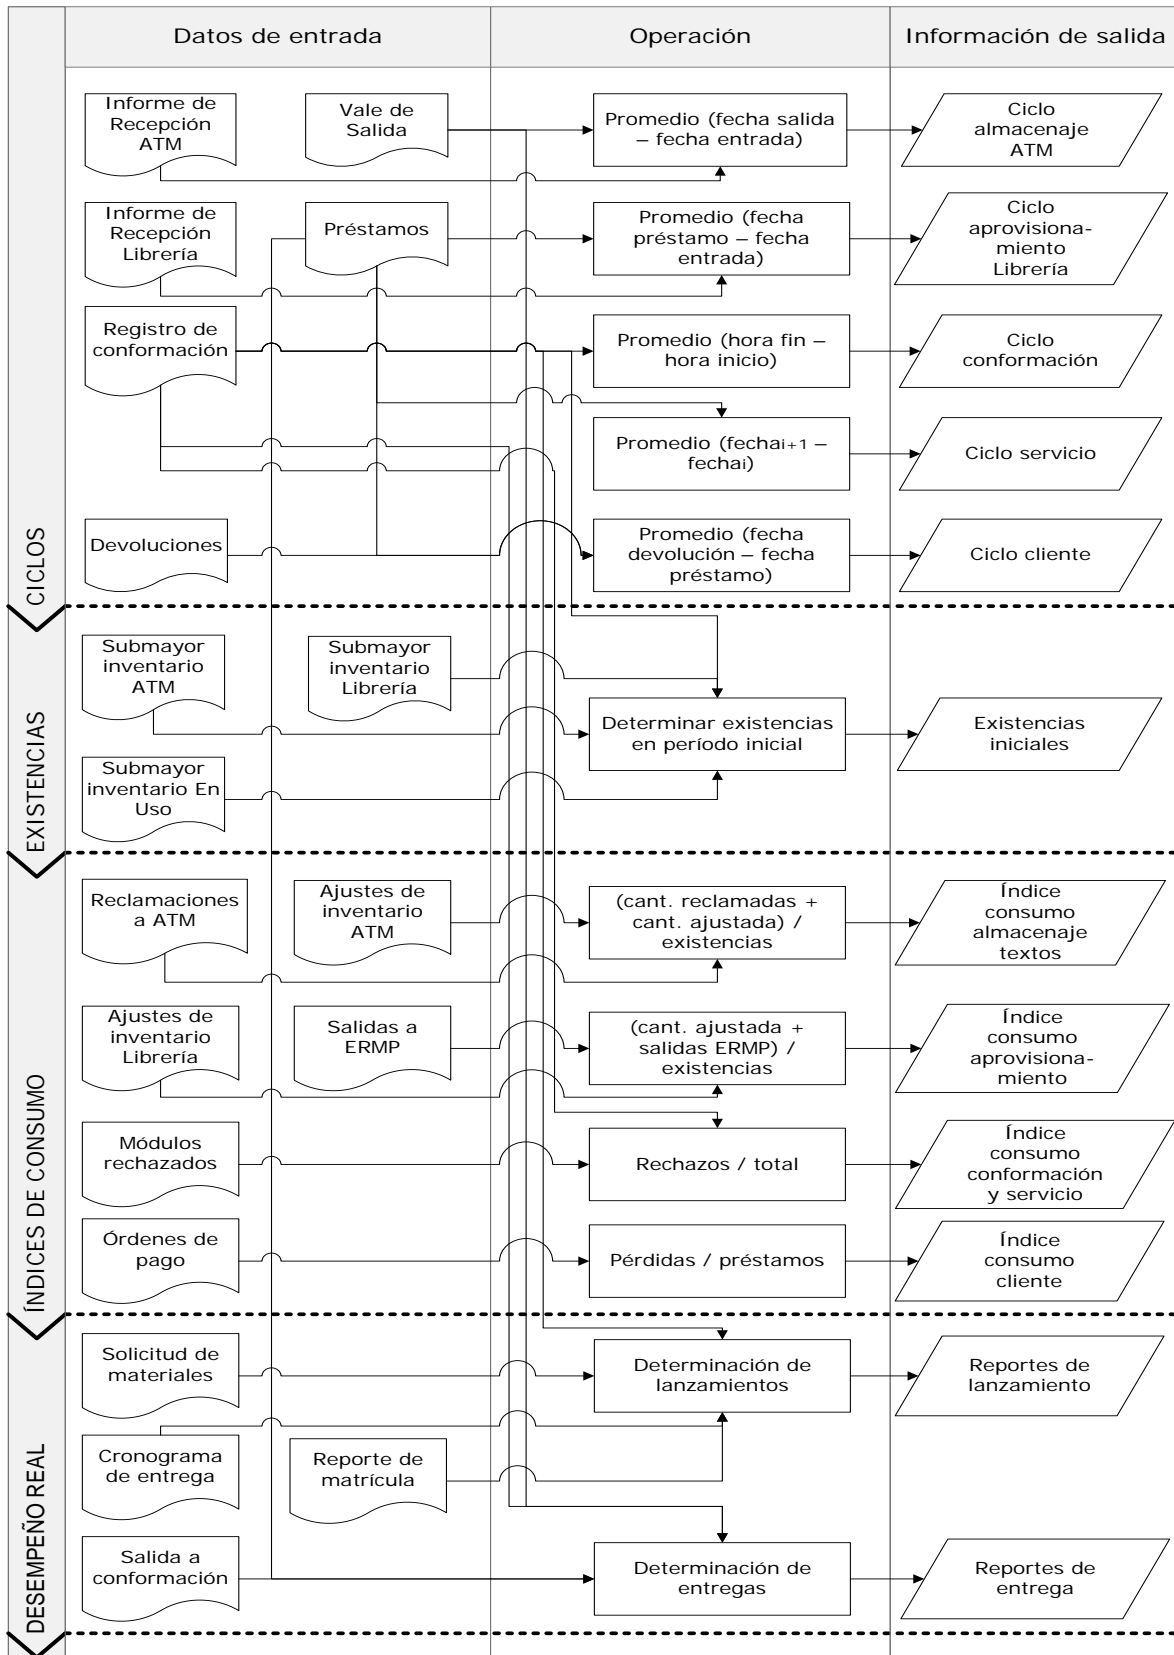 Datos de entrada
Operación
Información de salida
CICLOS
Informe de
Recepción
ATM
Vale de
Salida
Promedio (fecha salida
– fecha entrada)
Ciclo
almacenaje
ATM
Informe de
Recepción
Librería
Préstamos
Promedio (fecha
préstamo – fecha
entrada)
Ciclo
aprovisiona-
miento
Librería
Registro de
conformación
Promedio (hora fin –
hora inicio)
Ciclo
conformación
Promedio (fechai+1 –
fechai)
Ciclo servicio
Devoluciones
Promedio (fecha
devolución – fecha
préstamo)
Ciclo cliente
EXISTENCIAS
Submayor
inventario
ATM
Submayor
inventario
Librería
Determinar existencias
en período inicial
Existencias
iniciales
Submayor
inventario En
Uso
ÍNDICES DE CONSUMO
Reclamaciones
a ATM
Ajustes de
inventario
ATM
(cant. reclamadas +
cant. ajustada) /
existencias
Índice
consumo
almacenaje
textos
Ajustes de
inventario
Librería
Salidas a
ERMP
(cant. ajustada +
salidas ERMP) /
existencias
Índice
consumo
aprovisiona-
miento
Módulos
rechazados
Rechazos / total
Índice
consumo
conformación
y servicio
Órdenes de
pago
Pérdidas / préstamos
Índice
consumo
cliente
DESEMPEÑO REAL
Solicitud de
materiales
Determinación de
lanzamientos
Reportes de
lanzamiento
Cronograma
de entrega
Reporte de
matrícula
Salida a
conformación
Determinación de
entregas
Reportes de
entrega